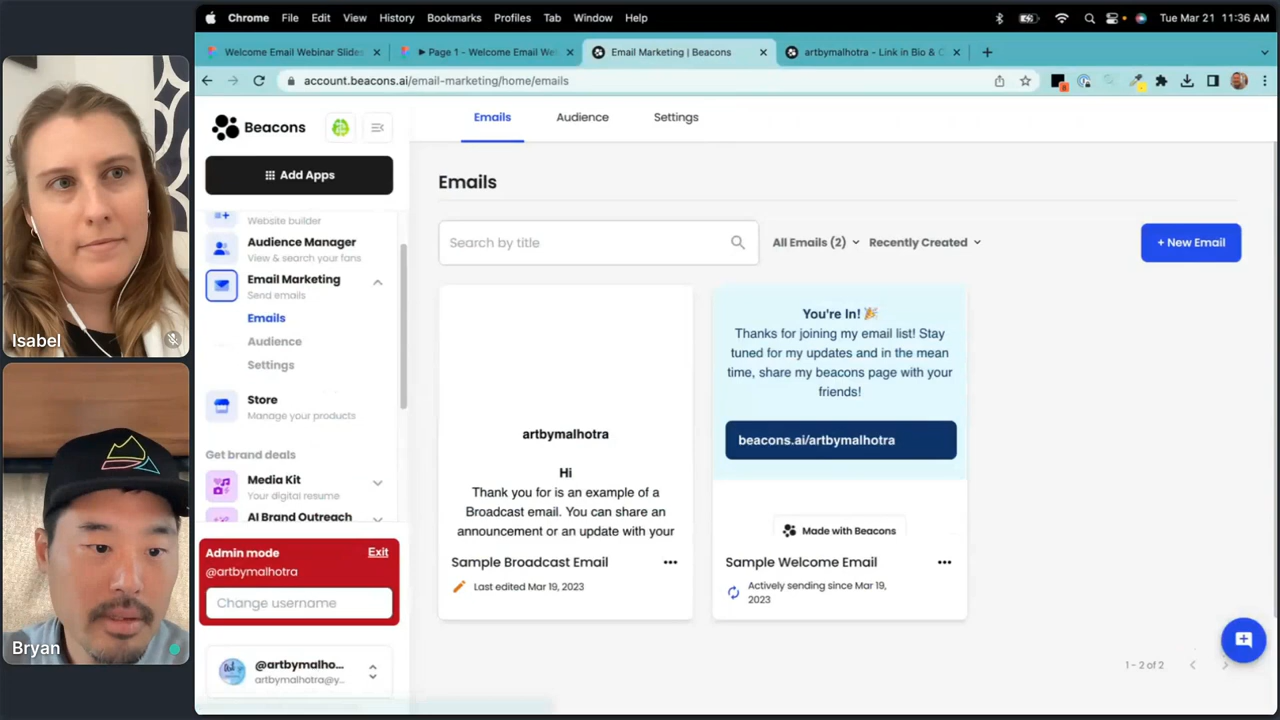 Chrome File Edit View History Bookmarks Profiles Tab Window Help
Tue Mar 21 11:36 AM
Welcome Email Webinar Slides
Page 1 - Welcome Email We
Email Marketing | Beacons
artbymalhotra - Link in Bio & C
account.beacons.ai/email-marketing/home/emails
Beacons
Add Apps
Website builder
Audience Manager
View & search your fans
Email Marketing
Send emails
Emails
Audience
Settings
Store
Manage your products
Get brand deals
Media Kit
Your digital resume
AI Brand Outreach
Admin mode
Exit
@artbymalhotra
Change username
@artbymalho...
artbymalhotra@y...
Emails Audience Settings
Emails
Search by title
All Emails (2)
Recently Created
+ New Email
artbymalhotra
Hi
Thank you for is an example of a
Broadcast email. You can share an
announcement or an update with your
Sample Broadcast Email
Last edited Mar 19, 2023
You're In! 🎉
Thanks for joining my email list! Stay
tuned for my updates and in the mean
time, share my beacons page with your
friends!
beacons.ai/artbymalhotra
Made with Beacons
Sample Welcome Email
Actively sending since Mar 19,
2023
1 - 2 of 2
Isabel
Bryan